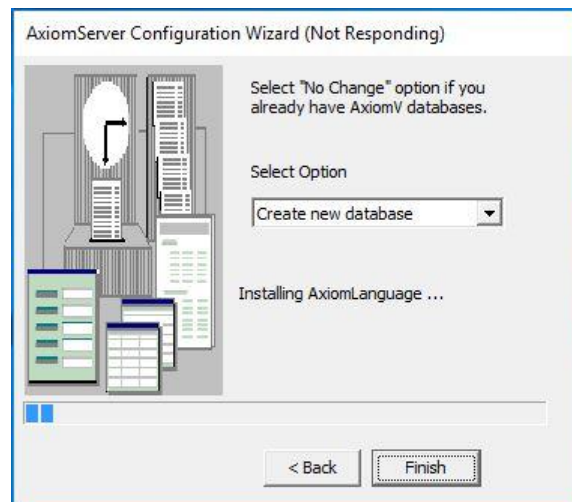 AxiomServer Configuration Wizard (Not Responding)
Select "No Change" option if you
already have AxiomV databases.
Select Option
Create new database
Installing AxiomLanguage ...
< Back
Finish